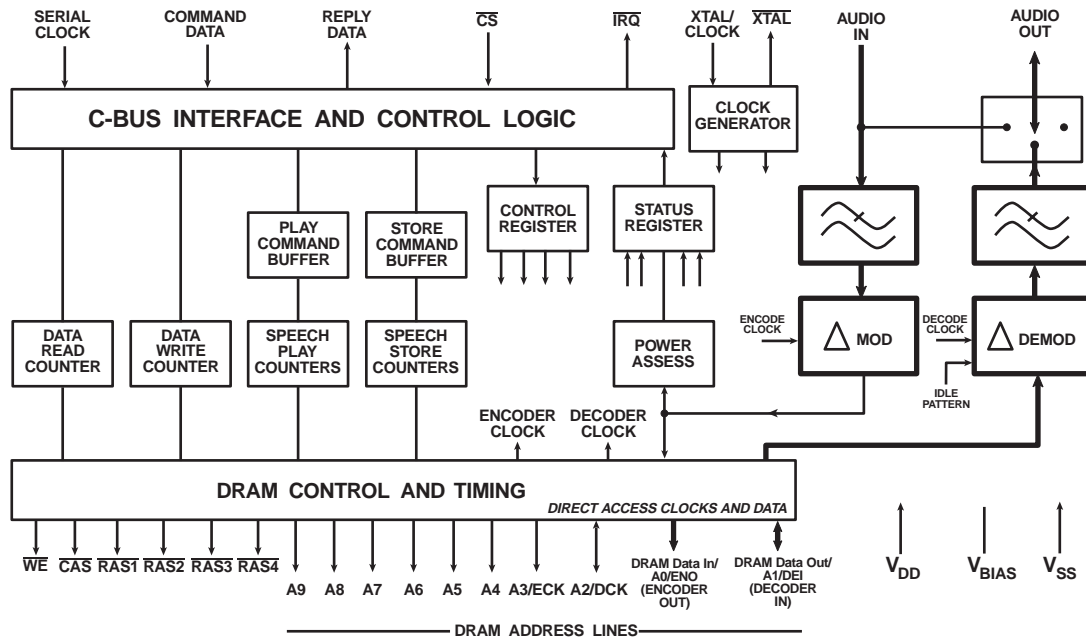 SERIAL
CLOCK
COMMAND
DATA
REPLY
DATA
CS
IRQ
XTAL/
CLOCK
XTAL
AUDIO
IN
AUDIO
OUT
C-BUS INTERFACE AND CONTROL LOGIC
CLOCK
GENERATOR
PLAY
COMMAND
BUFFER
STORE
COMMAND
BUFFER
CONTROL
REGISTER
STATUS
REGISTER
DATA
READ
COUNTER
DATA
WRITE
COUNTER
SPEECH
PLAY
COUNTERS
SPEECH
STORE
COUNTERS
POWER
ASSESS
ENCODE
CLOCK
Δ MOD
DECODE
CLOCK
Δ DEMOD
IDLE
PATTERN
ENCODER
CLOCK
DECODER
CLOCK
DRAM CONTROL AND TIMING
DIRECT ACCESS CLOCKS AND DATA
WE
CAS
RAS1
RAS2
RAS3
RAS4
A9
A8
A7
A6
A5
A4
A3/ECK
A2/DCK
DRAM Data In/
A0/ENO
(ENCODER
OUT)
DRAM Data Out/
A1/DEI
(DECODER
IN)
VDD
VBIAS
VSS
DRAM ADDRESS LINES